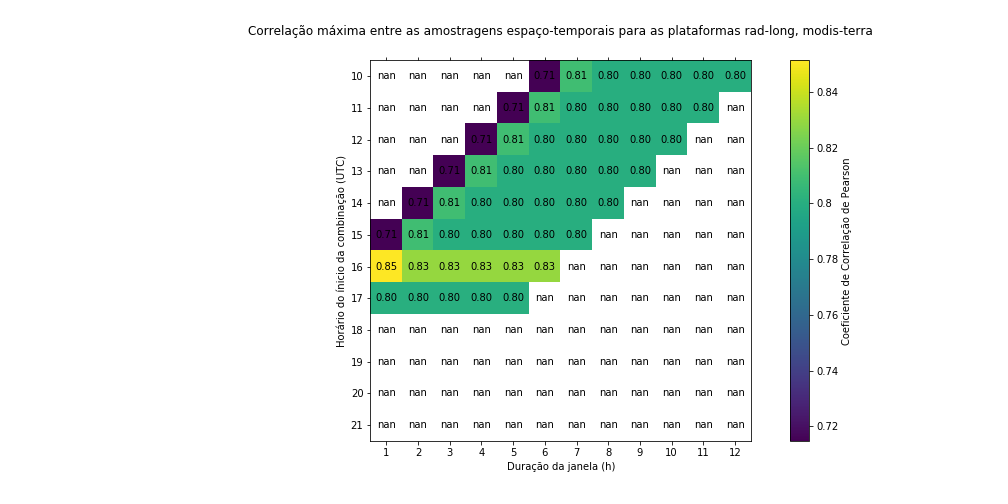 Correlação máxima entre as amostragens espaço-temporais para as plataformas rad-long, modis-terra
10 nan nan nan nan nan 0.71 0.81 0.80 0.80 0.80 0.80 0.80
11 nan nan nan nan 0.71 0.81 0.80 0.80 0.80 0.80 0.80 nan
12 nan nan nan 0.71 0.81 0.80 0.80 0.80 0.80 0.80 nan nan
13 nan nan 0.71 0.81 0.80 0.80 0.80 0.80 0.80 nan nan nan
14 nan 0.71 0.81 0.80 0.80 0.80 0.80 0.80 nan nan nan nan
15 0.71 0.81 0.80 0.80 0.80 0.80 0.80 nan nan nan nan nan
16 0.85 0.83 0.83 0.83 0.83 0.83 nan nan nan nan nan nan
17 0.80 0.80 0.80 0.80 0.80 nan nan nan nan nan nan nan
18 nan nan nan nan nan nan nan nan nan nan nan nan
19 nan nan nan nan nan nan nan nan nan nan nan nan
20 nan nan nan nan nan nan nan nan nan nan nan nan
21 nan nan nan nan nan nan nan nan nan nan nan nan
1 2 3 4 5 6 7 8 9 10 11 12
Duração da janela (h)
Horário do ínicio da combinação (UTC)
0.84
0.82
0.8
0.78
0.76
0.74
0.72
Coeficiente de Correlação de Pearson